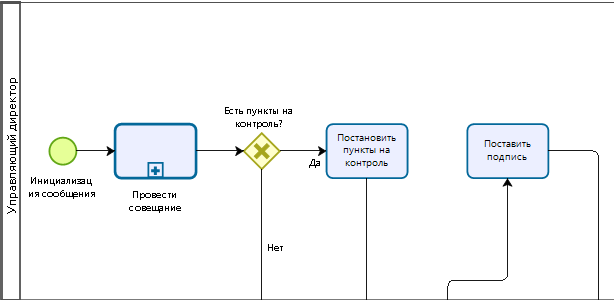 Управляющий директор
Есть пункты на
контроль?
Постановить
пункты на
контроль
Поставить
подпись
Да
Инициализац
ия сообщения
Провести
совещание
Нет